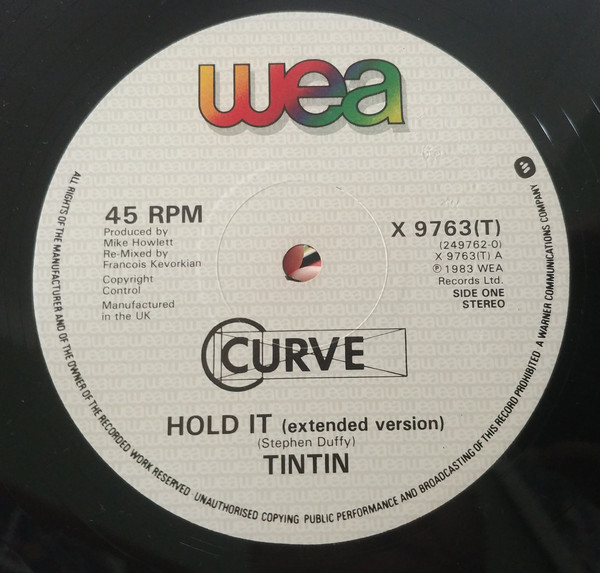 wea
45 RPM
Produced by
Mike Howlett
Re-Mixed by
Francois Kevorkian
Copyright
Control
Manufactured
in the UK
X 9763(T)
(249762-0)
X 9763(T) A
℗ 1983 WEA
Records Ltd.
SIDE ONE
STEREO
CURVE
HOLD IT (extended version)
(Stephen Duffy)
TINTIN
ALL RIGHTS OF THE MANUFACTURER AND OF THE OWNER OF THE RECORDED WORK RESERVED · UNAUTHORISED COPYING PUBLIC PERFORMANCE AND BROADCASTING OF THIS RECORD PROHIBITED A WARNER COMMUNICATIONS COMPANY